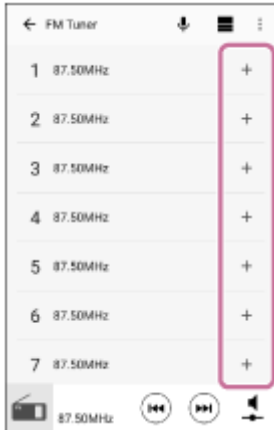 FM Tuner
1 87.50MHz +
2 87.50MHz +
3 87.50MHz +
4 87.50MHz +
5 87.50MHz +
6 87.50MHz +
7 87.50MHz +
87.50MHz